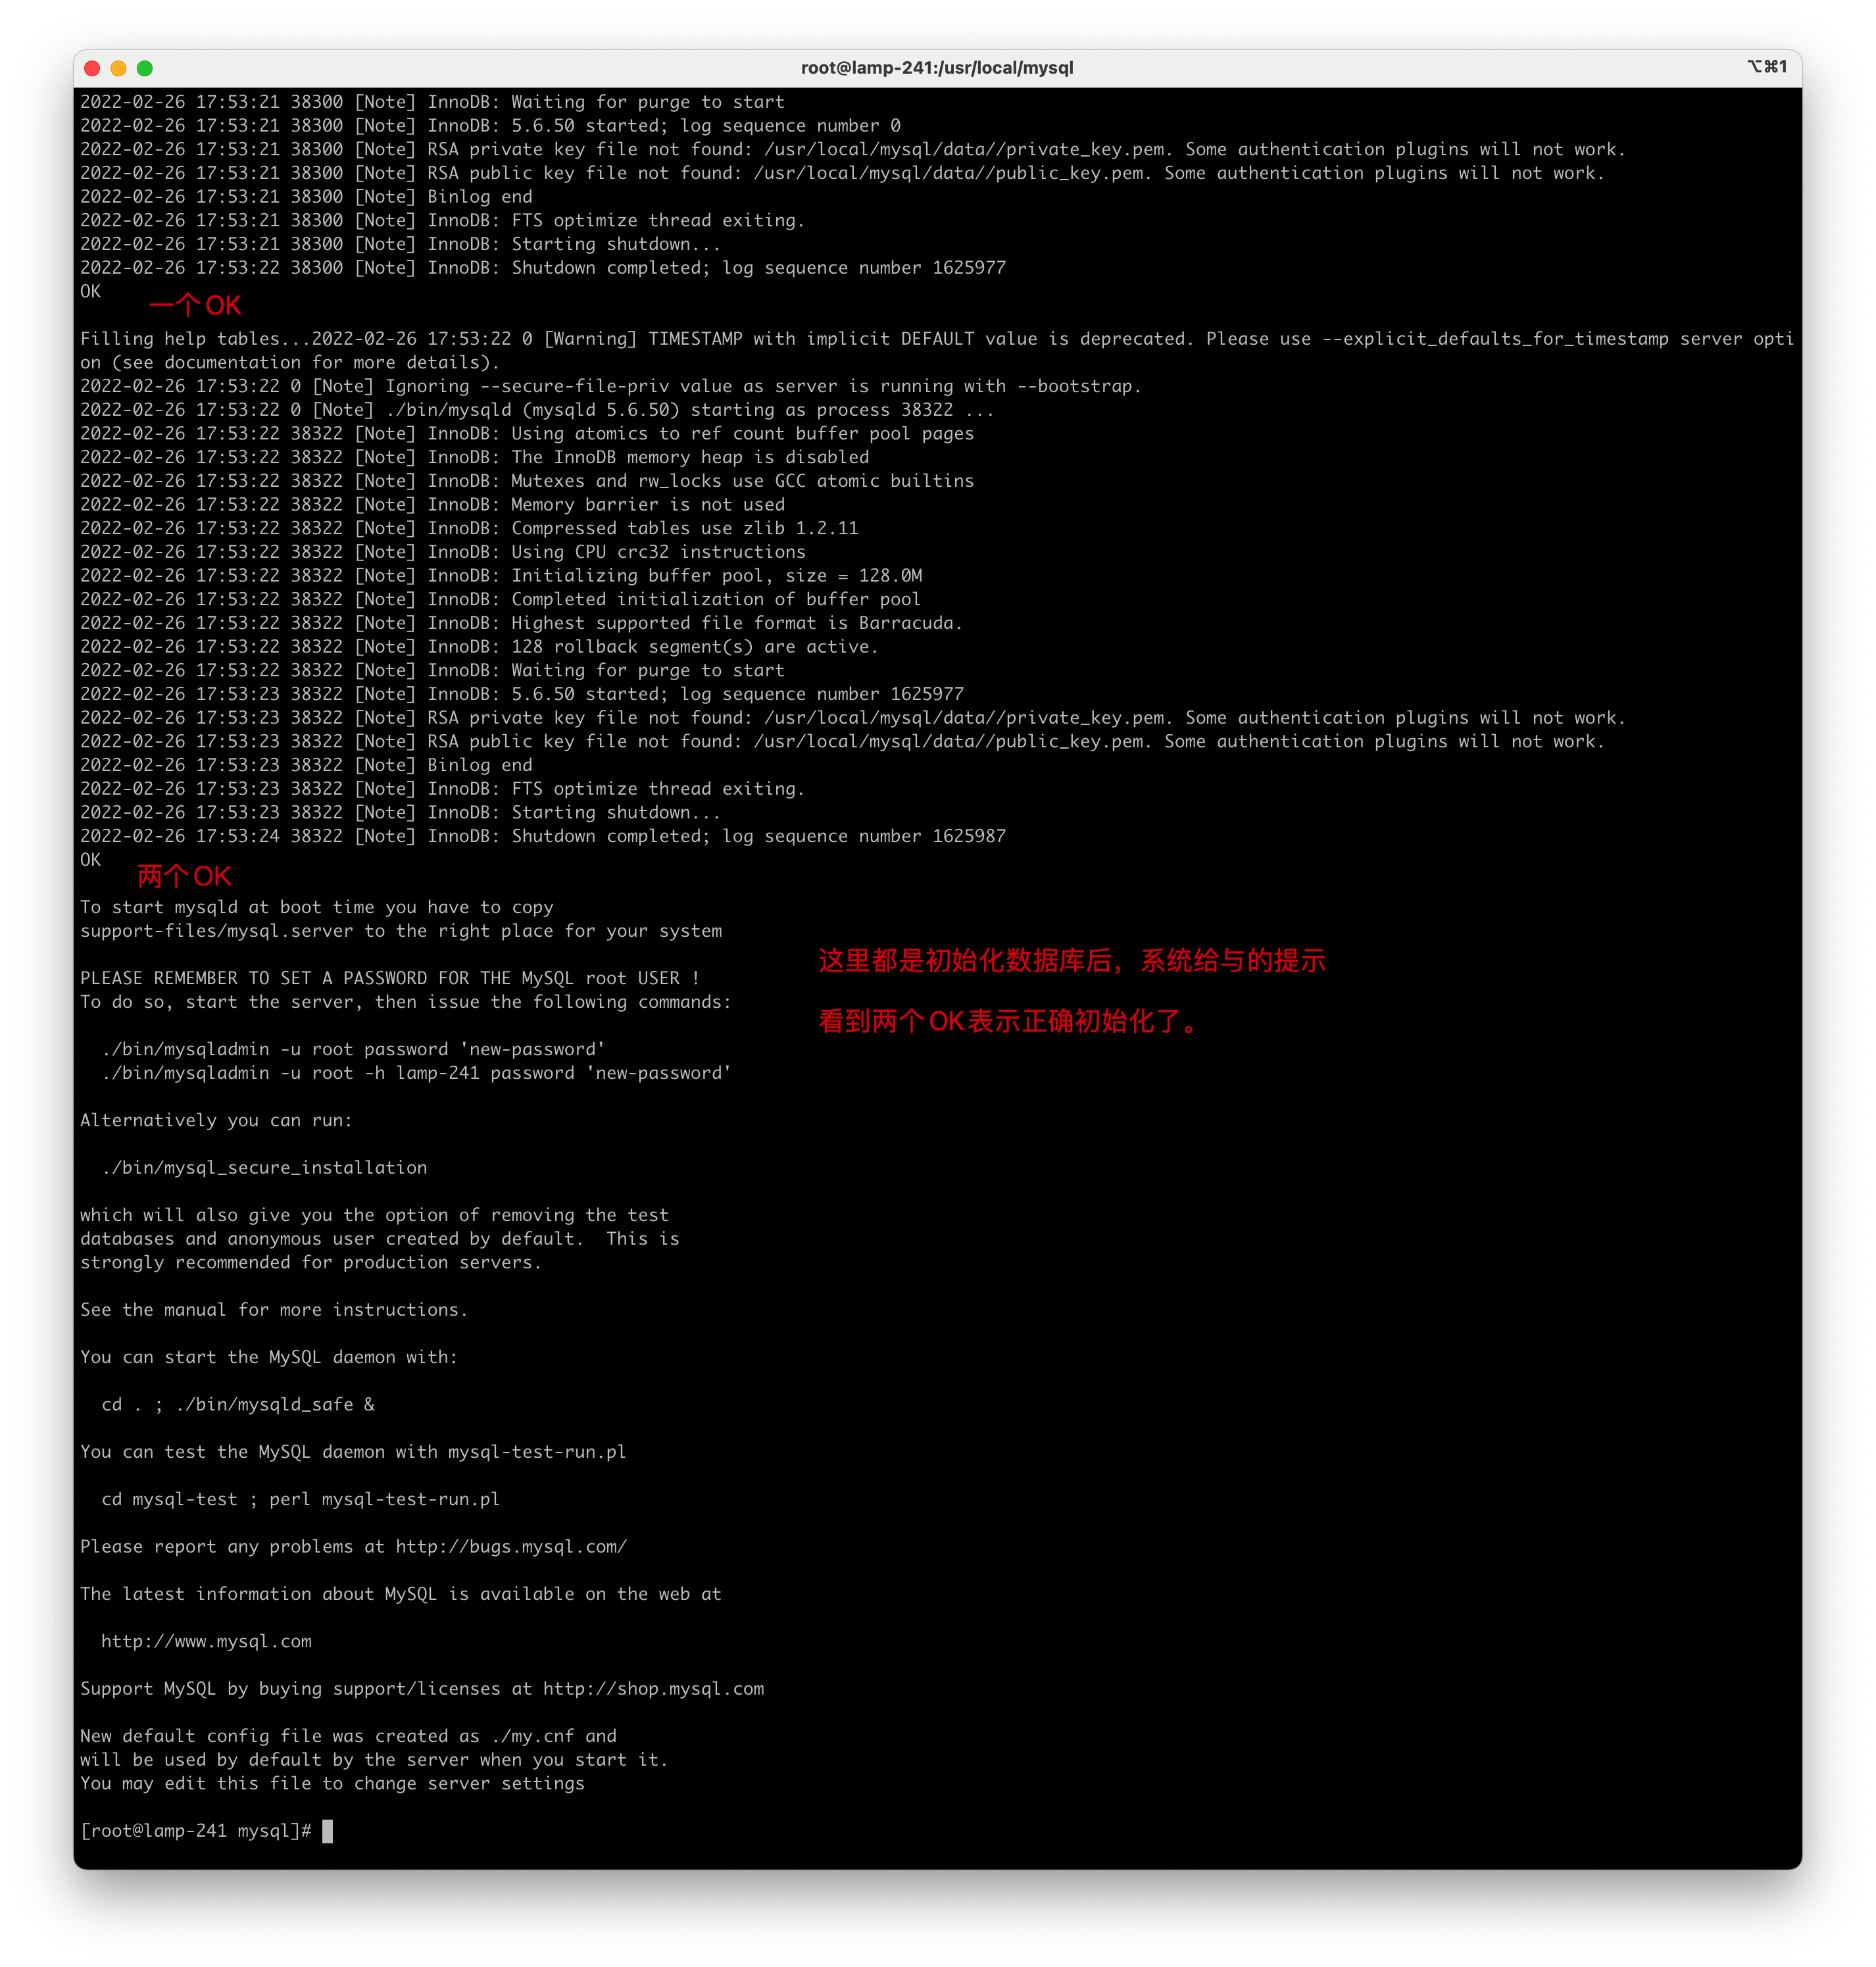 root@lamp-241:/usr/local/mysql
⌥⌘1
2022-02-26 17:53:21 38300 [Note] InnoDB: Waiting for purge to start
2022-02-26 17:53:21 38300 [Note] InnoDB: 5.6.50 started; log sequence number 0
2022-02-26 17:53:21 38300 [Note] RSA private key file not found: /usr/local/mysql/data//private_key.pem. Some authentication plugins will not work.
2022-02-26 17:53:21 38300 [Note] RSA public key file not found: /usr/local/mysql/data//public_key.pem. Some authentication plugins will not work.
2022-02-26 17:53:21 38300 [Note] Binlog end
2022-02-26 17:53:21 38300 [Note] InnoDB: FTS optimize thread exiting.
2022-02-26 17:53:21 38300 [Note] InnoDB: Starting shutdown...
2022-02-26 17:53:22 38300 [Note] InnoDB: Shutdown completed; log sequence number 1625977
OK
一个OK
Filling help tables...2022-02-26 17:53:22 0 [Warning] TIMESTAMP with implicit DEFAULT value is deprecated. Please use --explicit_defaults_for_timestamp server opti
on (see documentation for more details).
2022-02-26 17:53:22 0 [Note] Ignoring --secure-file-priv value as server is running with --bootstrap.
2022-02-26 17:53:22 0 [Note] ./bin/mysqld (mysqld 5.6.50) starting as process 38322 ...
2022-02-26 17:53:22 38322 [Note] InnoDB: Using atomics to ref count buffer pool pages
2022-02-26 17:53:22 38322 [Note] InnoDB: The InnoDB memory heap is disabled
2022-02-26 17:53:22 38322 [Note] InnoDB: Mutexes and rw_locks use GCC atomic builtins
2022-02-26 17:53:22 38322 [Note] InnoDB: Memory barrier is not used
2022-02-26 17:53:22 38322 [Note] InnoDB: Compressed tables use zlib 1.2.11
2022-02-26 17:53:22 38322 [Note] InnoDB: Using CPU crc32 instructions
2022-02-26 17:53:22 38322 [Note] InnoDB: Initializing buffer pool, size = 128.0M
2022-02-26 17:53:22 38322 [Note] InnoDB: Completed initialization of buffer pool
2022-02-26 17:53:22 38322 [Note] InnoDB: Highest supported file format is Barracuda.
2022-02-26 17:53:22 38322 [Note] InnoDB: 128 rollback segment(s) are active.
2022-02-26 17:53:22 38322 [Note] InnoDB: Waiting for purge to start
2022-02-26 17:53:23 38322 [Note] InnoDB: 5.6.50 started; log sequence number 1625977
2022-02-26 17:53:23 38322 [Note] RSA private key file not found: /usr/local/mysql/data//private_key.pem. Some authentication plugins will not work.
2022-02-26 17:53:23 38322 [Note] RSA public key file not found: /usr/local/mysql/data//public_key.pem. Some authentication plugins will not work.
2022-02-26 17:53:23 38322 [Note] Binlog end
2022-02-26 17:53:23 38322 [Note] InnoDB: FTS optimize thread exiting.
2022-02-26 17:53:23 38322 [Note] InnoDB: Starting shutdown...
2022-02-26 17:53:24 38322 [Note] InnoDB: Shutdown completed; log sequence number 1625987
OK
两个OK
To start mysqld at boot time you have to copy
support-files/mysql.server to the right place for your system
这里都是初始化数据库后，系统给与的提示
PLEASE REMEMBER TO SET A PASSWORD FOR THE MySQL root USER !
To do so, start the server, then issue the following commands:
看到两个OK表示正确初始化了。
./bin/mysqladmin -u root password 'new-password'
./bin/mysqladmin -u root -h lamp-241 password 'new-password'
Alternatively you can run:
./bin/mysql_secure_installation
which will also give you the option of removing the test
databases and anonymous user created by default.  This is
strongly recommended for production servers.
See the manual for more instructions.
You can start the MySQL daemon with:
cd . ; ./bin/mysqld_safe &
You can test the MySQL daemon with mysql-test-run.pl
cd mysql-test ; perl mysql-test-run.pl
Please report any problems at http://bugs.mysql.com/
The latest information about MySQL is available on the web at
http://www.mysql.com
Support MySQL by buying support/licenses at http://shop.mysql.com
New default config file was created as ./my.cnf and
will be used by default by the server when you start it.
You may edit this file to change server settings
[root@lamp-241 mysql]#